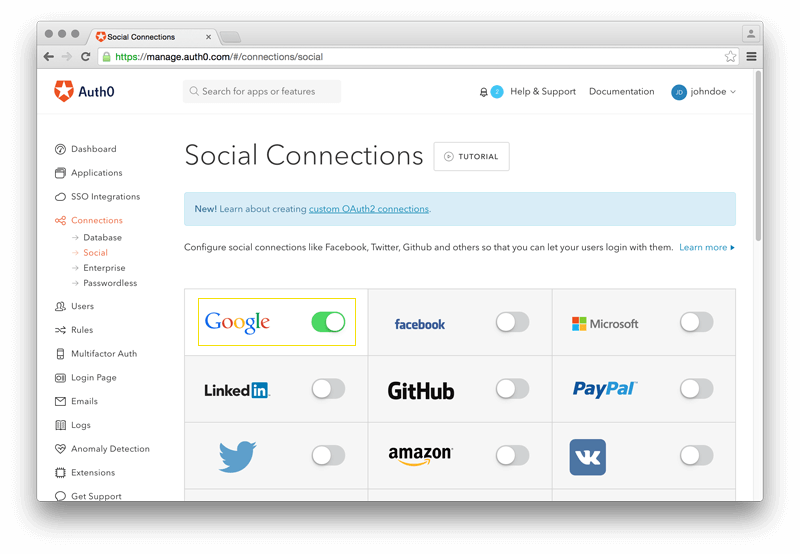 Social Connections
https://manage.auth0.com/#/connections/social
Auth0
Search for apps or features
2
Help & Support
Documentation
JD
johndoe
Dashboard
Applications
SSO Integrations
Connections
Database
Social
Enterprise
Passwordless
Users
Rules
Multifactor Auth
Login Page
Emails
Logs
Anomaly Detection
Extensions
Get Support
Social Connections
TUTORIAL
New! Learn about creating custom OAuth2 connections.
Configure social connections like Facebook, Twitter, Github and others so that you can let your users login with them. Learn more
Google
facebook
Microsoft
Linked in
GitHub
PayPal
amazon
VK